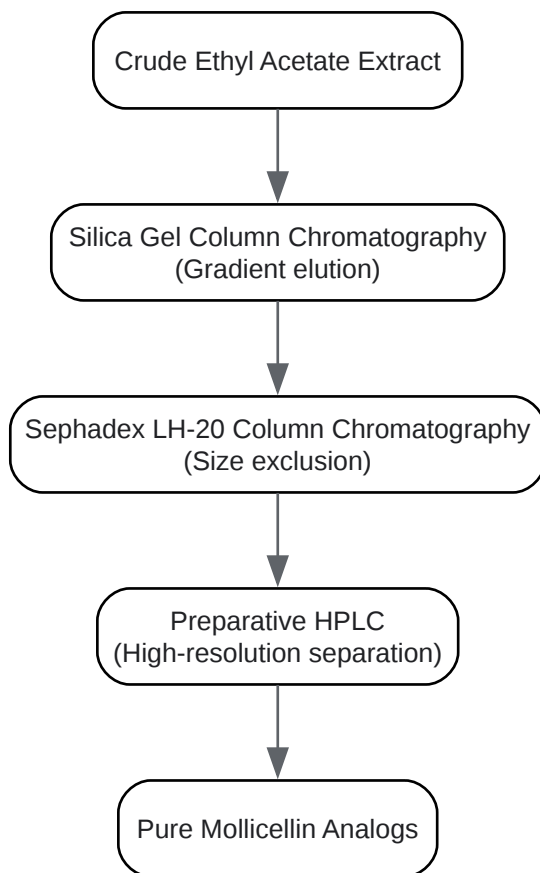 Crude Ethyl Acetate Extract
Silica Gel Column Chromatography
(Gradient elution)
Sephadex LH-20 Column Chromatography
(Size exclusion)
Preparative HPLC
(High-resolution separation)
Pure Mollicellin Analogs